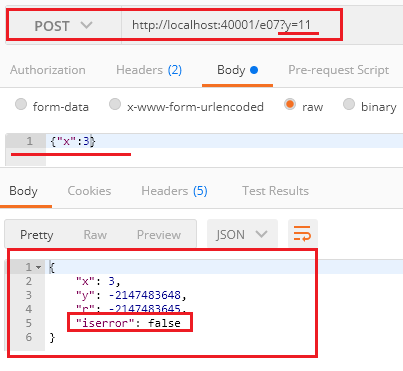 POST http://localhost:40001/e07?y=11
Authorization Headers (2) Body Pre-request Script
form-data x-www-form-urlencoded raw binary
1 {"x":3}
Body Cookies Headers (5) Test Results
Pretty Raw Preview JSON
1 {
2 "x": 3,
3 "y": -2147483648,
4 "r": -2147483645,
5 "iserror": false
6 }